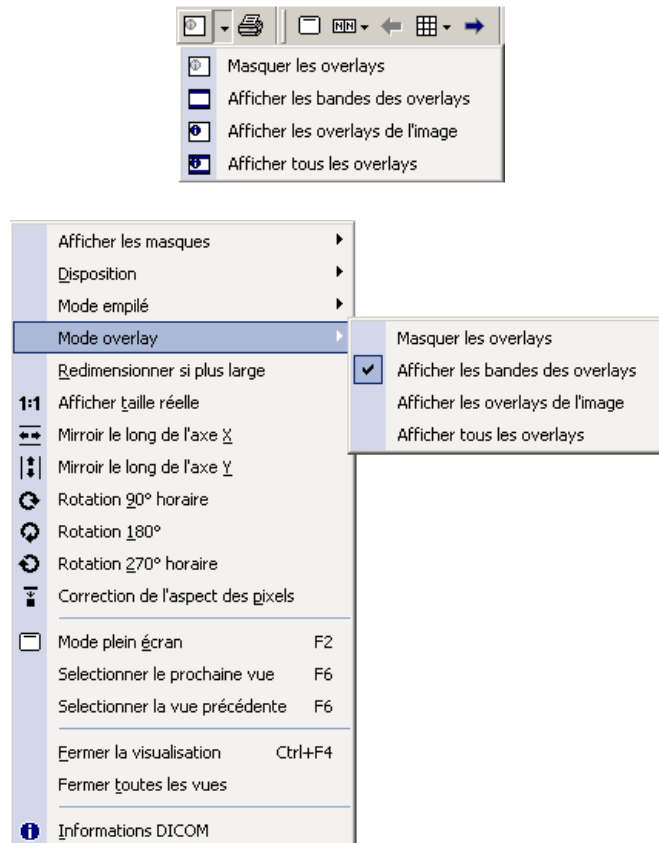 NN
Masquer les overlays
Afficher les bandes des overlays
Afficher les overlays de l'image
Afficher tous les overlays
Afficher les masques
Disposition
Mode empilé
Mode overlay
Masquer les overlays
Redimensionner si plus large
Afficher les bandes des overlays
1:1 Afficher taille réelle
Afficher les overlays de l'image
Mirroir le long de l'axe X
Afficher tous les overlays
Mirroir le long de l'axe Y
Rotation 90° horaire
Rotation 180°
Rotation 270° horaire
Correction de l'aspect des pixels
Mode plein écran F2
Selectionner le prochaine vue F6
Selectionner la vue précédente F6
Fermer la visualisation Ctrl+F4
Fermer toutes les vues
Informations DICOM